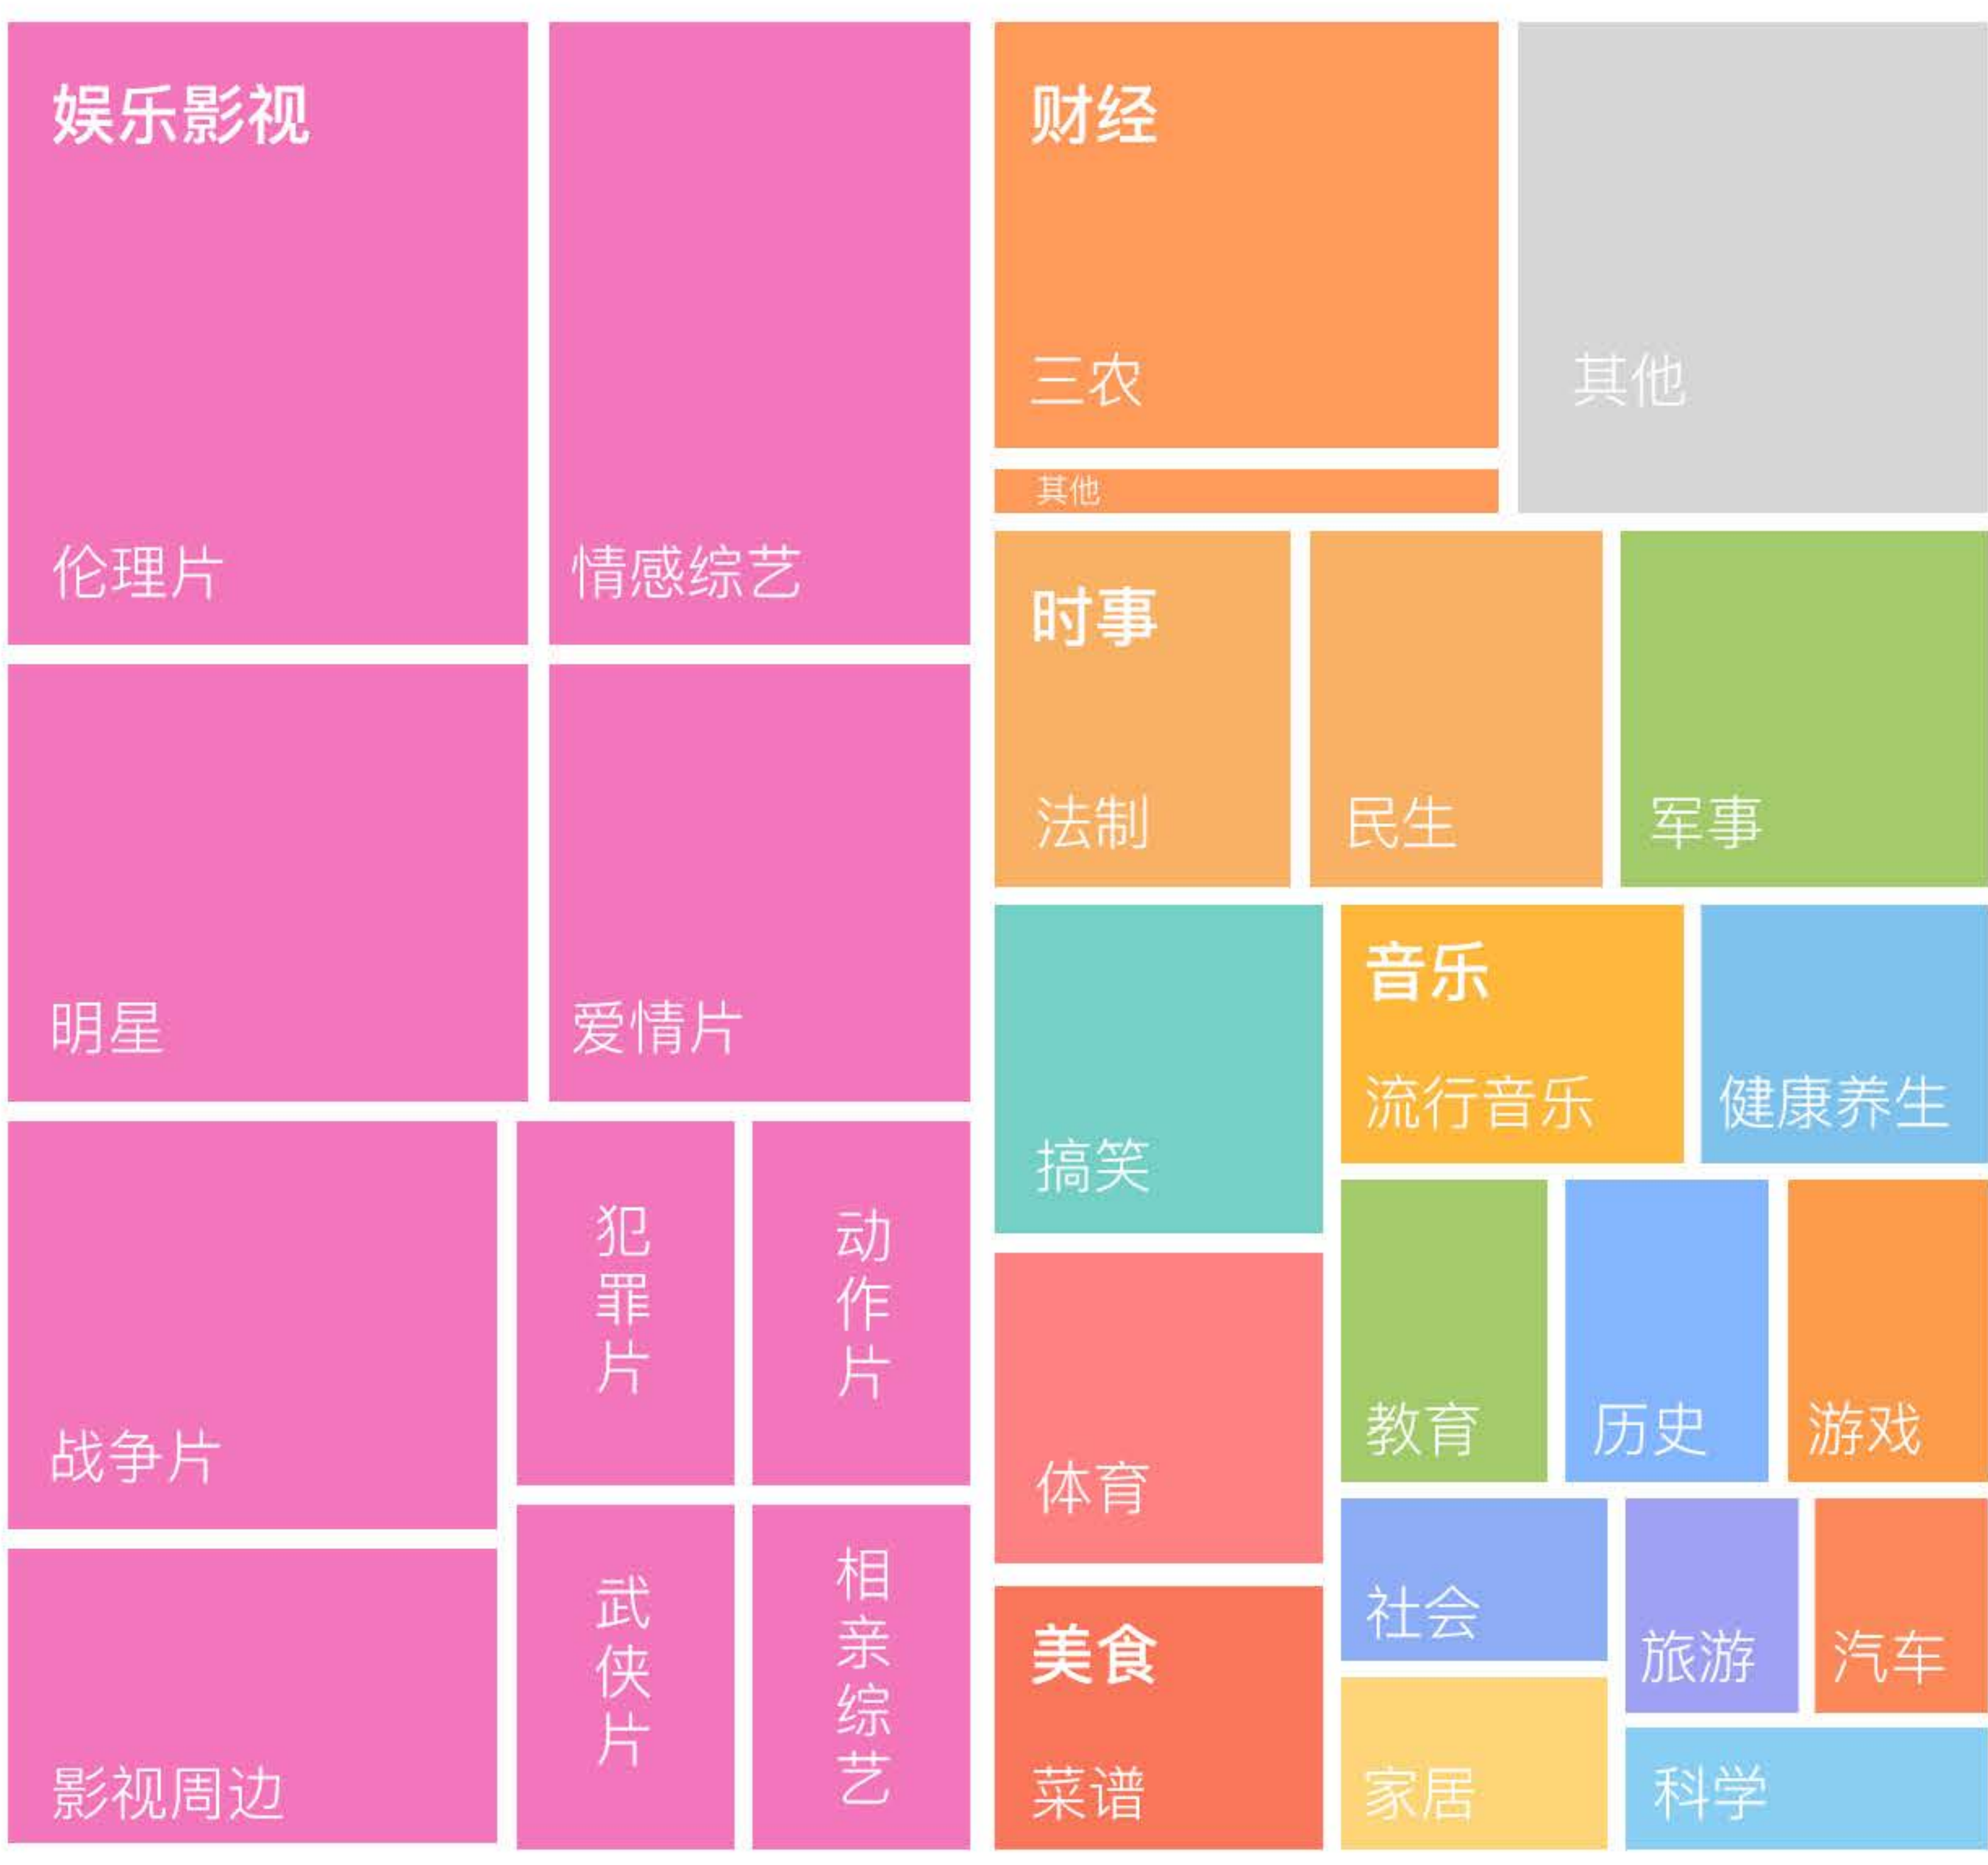 娱乐影视
伦理片
情感综艺
明星
爱情片
战争片
犯罪片
动作片
影视周边
武侠片
相亲综艺
财经
三农
其他
其他
时事
法制
民生
军事
搞笑
音乐
流行音乐
健康养生
体育
教育
历史
游戏
美食
菜谱
社会
旅游
汽车
家居
科学